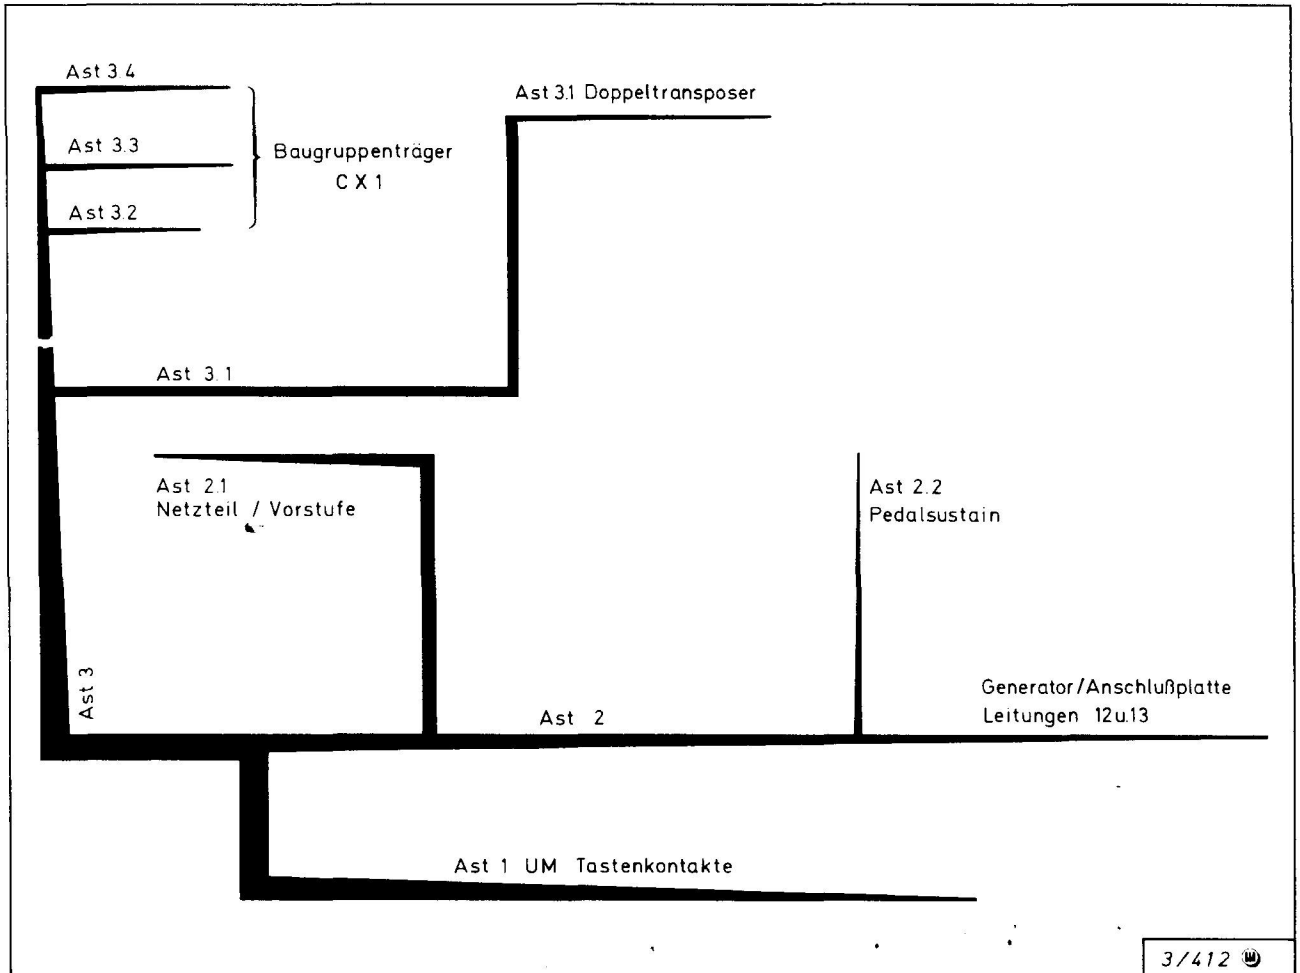 Ast 3.4
Ast 3.1 Doppeltransposer
Ast 3.3
Baugruppenträger
CX1
Ast 3.2
Ast 3.1
Ast 2.1
Netzteil / Vorstufe
Ast 2.2
Pedalsustain
Ast 3
Generator/Anschlußplatte
Leitungen 12u.13
Ast 2
Ast 1 UM Tastenkontakte
3/412